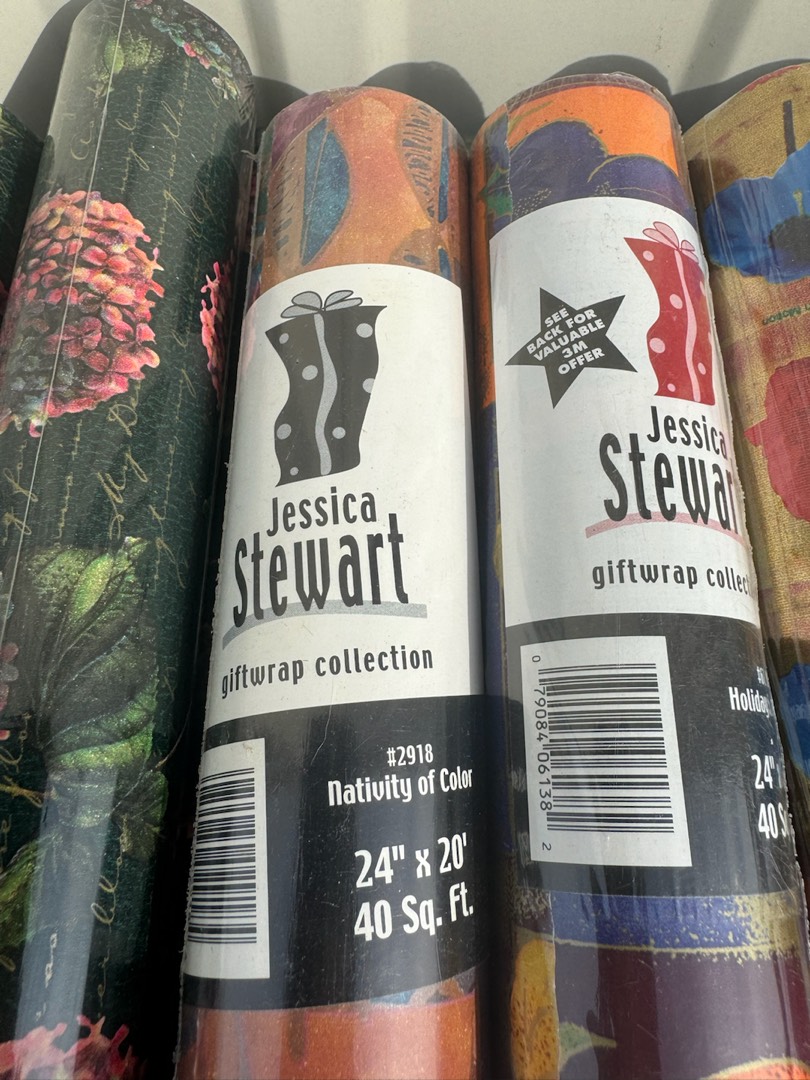 Jessica
Stewart
giftwrap collection
#2918
Nativity of Color
24" x 20'
40 Sq. Ft.
SEE
BACK FOR
VALUABLE
3M
OFFER
Jessica
Stewar
giftwrap collec
Holiday
24"
40 S
0 79084 06138 2